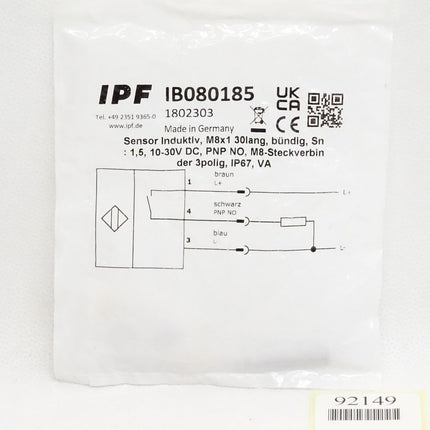 IPF IB080185
Tel. +49 2351 9365-0 1802303
www.ipf.de Made in Germany
UK CA
CE
Sensor Induktiv, M8x1 30lang, bündig, Sn
: 1,5, 10-30V DC, PNP NO, M8-Steckverbin
der 3polig, IP67, VA
braun
1 L+ L+
schwarz
4 PNP NO
blau
3 L- L-
92149